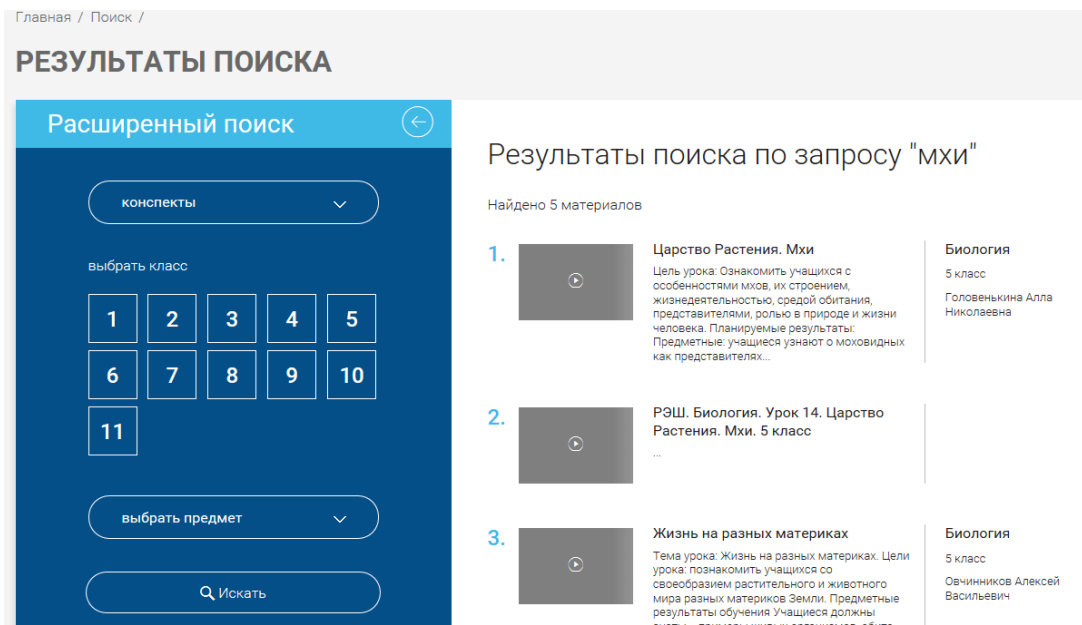 Главная / Поиск /
РЕЗУЛЬТАТЫ ПОИСКА
Расширенный поиск
конспекты
выбрать класс
1 2 3 4 5
6 7 8 9 10
11
выбрать предмет
Искать
Результаты поиска по запросу "мхи"
Найдено 5 материалов
1.
Царство Растения. Мхи
Цель урока: Ознакомить учащихся с
особенностями мхов, их строением,
жизнедеятельностью, средой обитания,
представителями, ролью в природе и жизни
человека. Планируемые результаты:
Предметные: учащиеся узнают о моховидных
как представителях...
Биология
5 класс
Головенькина Алла
Николаевна
2.
РЭШ. Биология. Урок 14. Царство
Растения. Мхи. 5 класс
...
3.
Жизнь на разных материках
Тема урока: Жизнь на разных материках. Цели
урока: познакомить учащихся со
своеобразием растительного и животного
мира разных материков Земли. Предметные
результаты обучения Учащиеся должны
Биология
5 класс
Овчинников Алексей
Васильевич